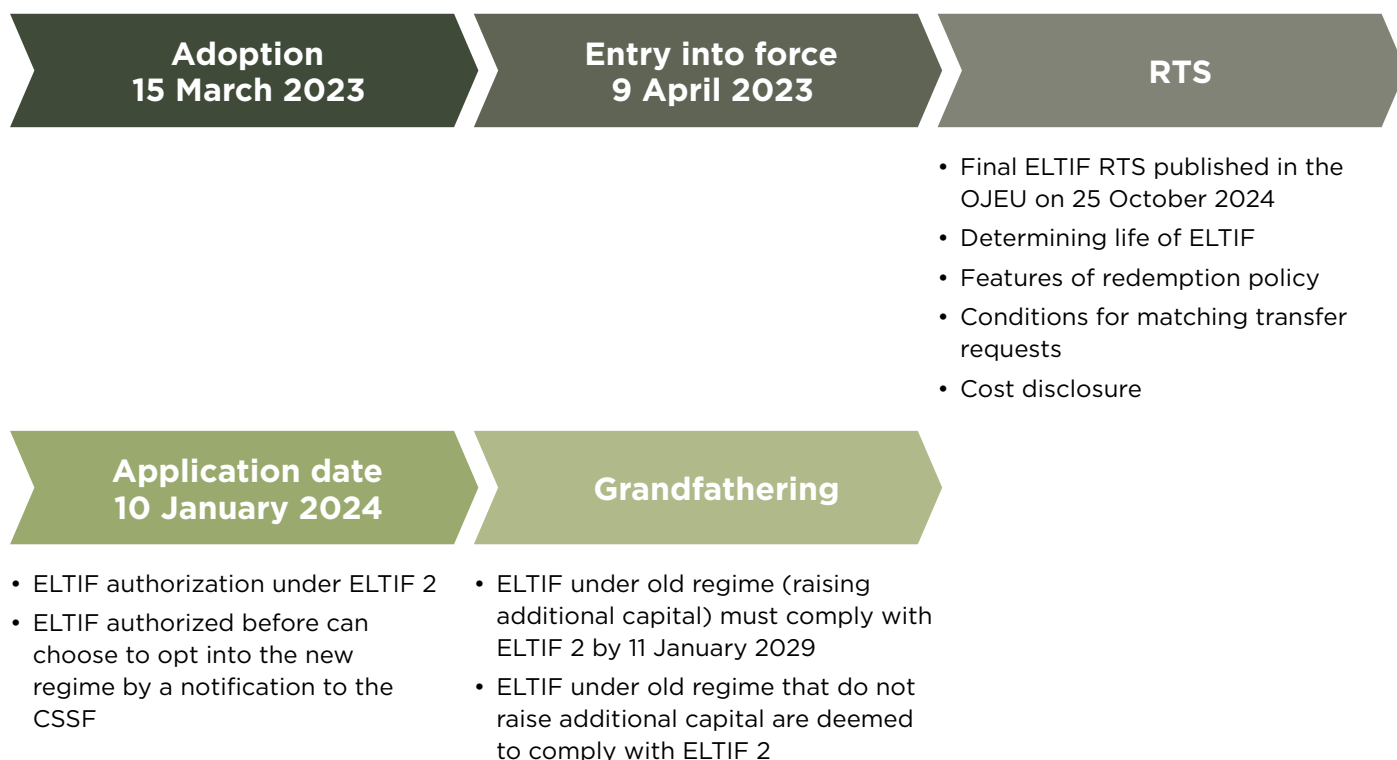 Adoption
15 March 2023
Entry into force
9 April 2023
RTS
• Final ELTIF RTS published in the
OJEU on 25 October 2024
• Determining life of ELTIF
• Features of redemption policy
• Conditions for matching transfer
requests
• Cost disclosure
Application date
10 January 2024
Grandfathering
• ELTIF authorization under ELTIF 2
• ELTIF authorized before can
choose to opt into the new
regime by a notification to the
CSSF
• ELTIF under old regime (raising
additional capital) must comply with
ELTIF 2 by 11 January 2029
• ELTIF under old regime that do not
raise additional capital are deemed
to comply with ELTIF 2